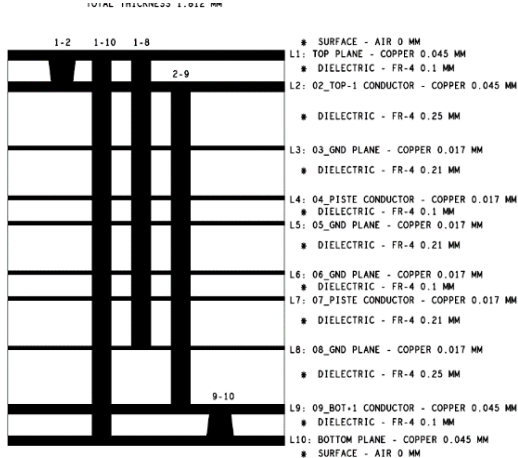 TOTAL THICKNESS 1.812 MM
1-2 1-10 1-8
2-9
9-10
* SURFACE - AIR 0 MM
L1: TOP PLANE - COPPER 0.045 MM
* DIELECTRIC - FR-4 0.1 MM
L2: 02_TOP-1 CONDUCTOR - COPPER 0.045 MM
* DIELECTRIC - FR-4 0.25 MM
L3: 03_GND PLANE - COPPER 0.017 MM
* DIELECTRIC - FR-4 0.21 MM
L4: 04_PISTE CONDUCTOR - COPPER 0.017 MM
* DIELECTRIC - FR-4 0.1 MM
L5: 05_GND PLANE - COPPER 0.017 MM
* DIELECTRIC - FR-4 0.21 MM
L6: 06_GND PLANE - COPPER 0.017 MM
* DIELECTRIC - FR-4 0.1 MM
L7: 07_PISTE CONDUCTOR - COPPER 0.017 MM
* DIELECTRIC - FR-4 0.21 MM
L8: 08_GND PLANE - COPPER 0.017 MM
* DIELECTRIC - FR-4 0.25 MM
L9: 09_BOT+1 CONDUCTOR - COPPER 0.045 MM
* DIELECTRIC - FR-4 0.1 MM
L10: BOTTOM PLANE - COPPER 0.045 MM
* SURFACE - AIR 0 MM